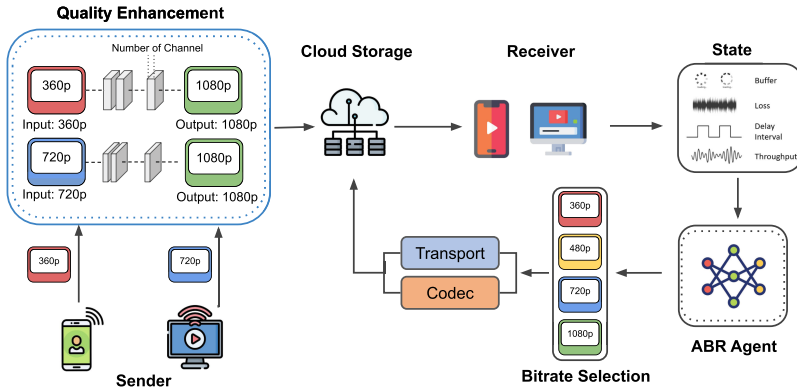 Quality Enhancement
Number of Channel
360p
1080p
Input: 360p
Output: 1080p
720p
1080p
Input: 720p
Output: 1080p
360p
720p
Sender
Cloud Storage
Receiver
State
Buffer
Loss
Delay
Interval
Throughput
ABR Agent
360p
480p
720p
1080p
Bitrate Selection
Transport
Codec